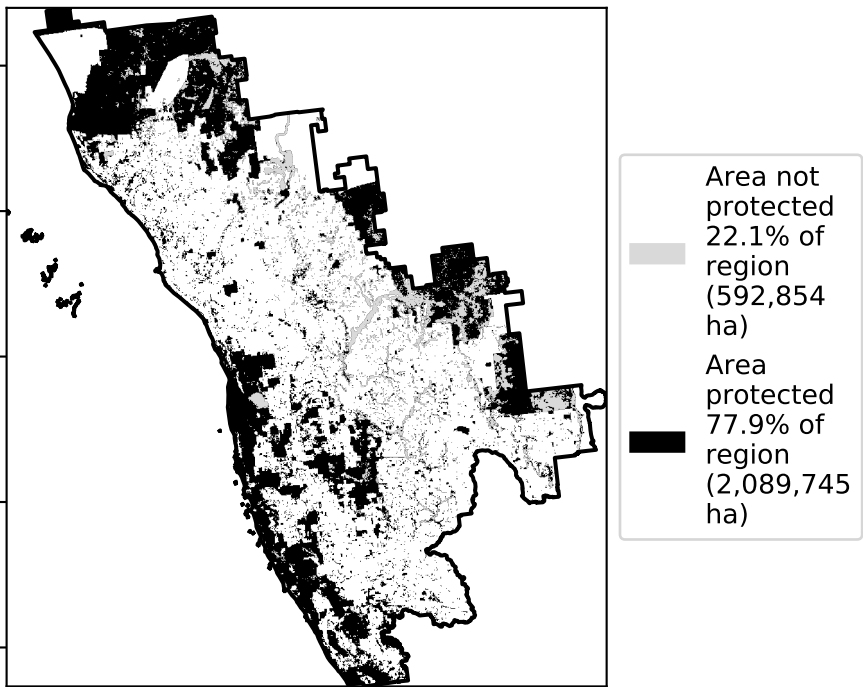 Area not
protected
22.1% of
region
(592,854
ha)
Area
protected
77.9% of
region
(2,089,745
ha)